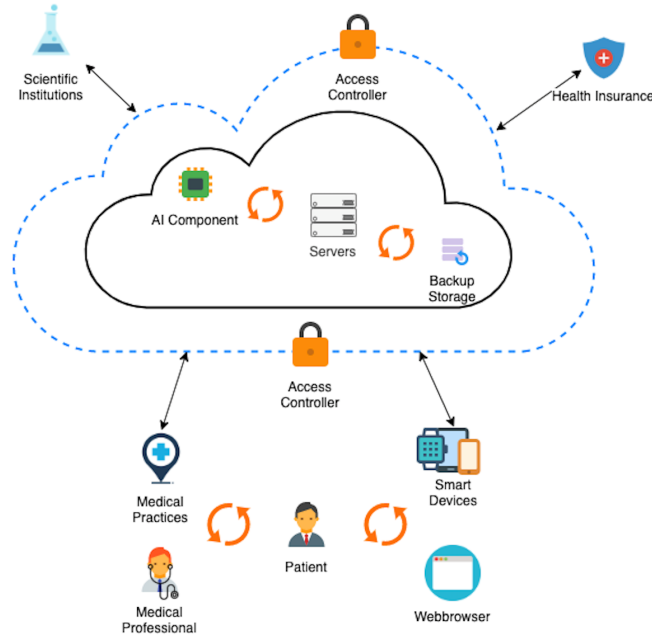 Scientific
Institutions
Access
Controller
Health Insurance
AI Component
Servers
Backup
Storage
Access
Controller
Medical
Practices
Smart
Devices
Patient
Medical
Professional
Webbrowser